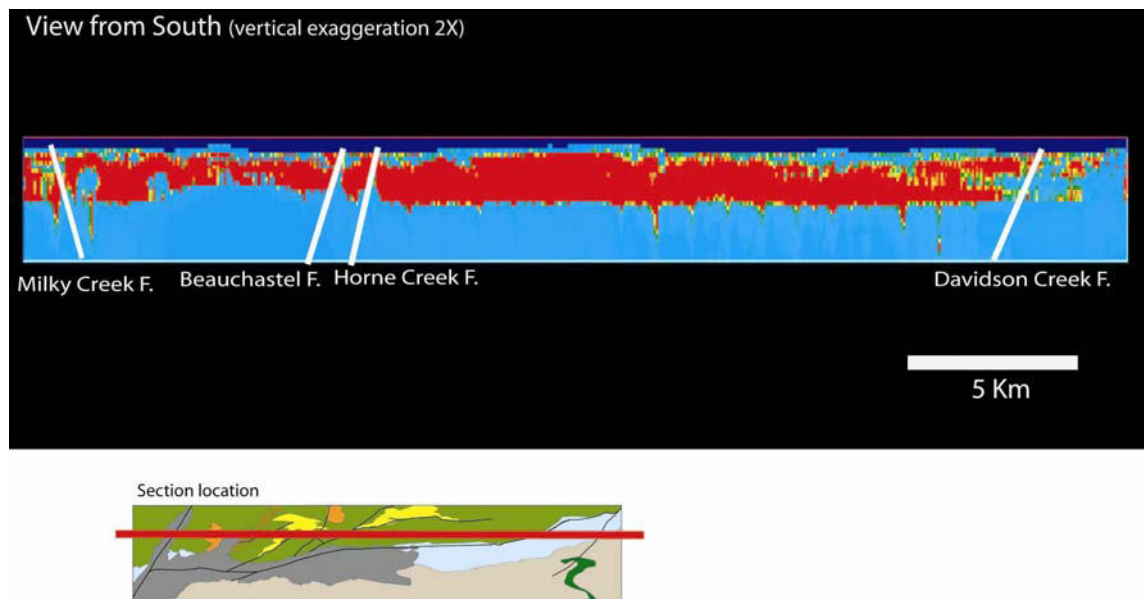 View from South (vertical exaggeration 2X)
Milky Creek F.
Beauchastel F.
Horne Creek F.
Davidson Creek F.
5 Km
Section location